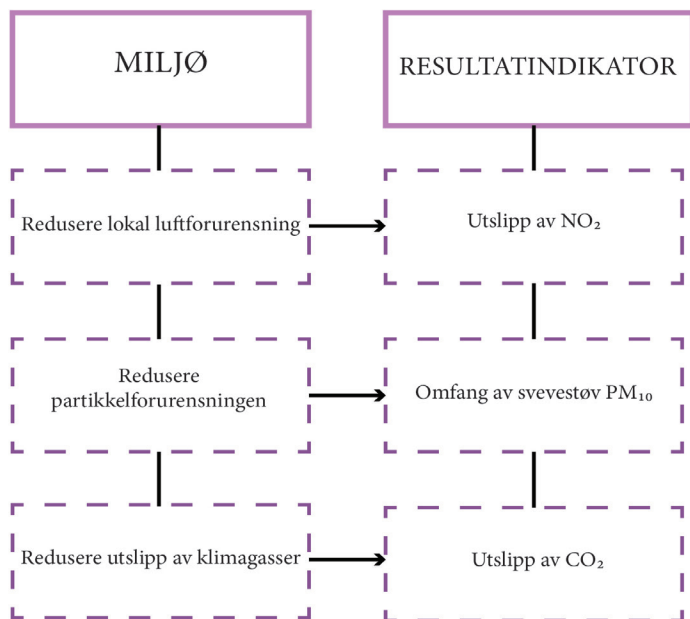 MILJØ
RESULTATINDIKATOR
Redusere lokal luftforurensning
Utslipp av NO₂
Redusere
partikkelforurensningen
Omfang av svevestøv PM₁₀
Redusere utslipp av klimagasser
Utslipp av CO₂